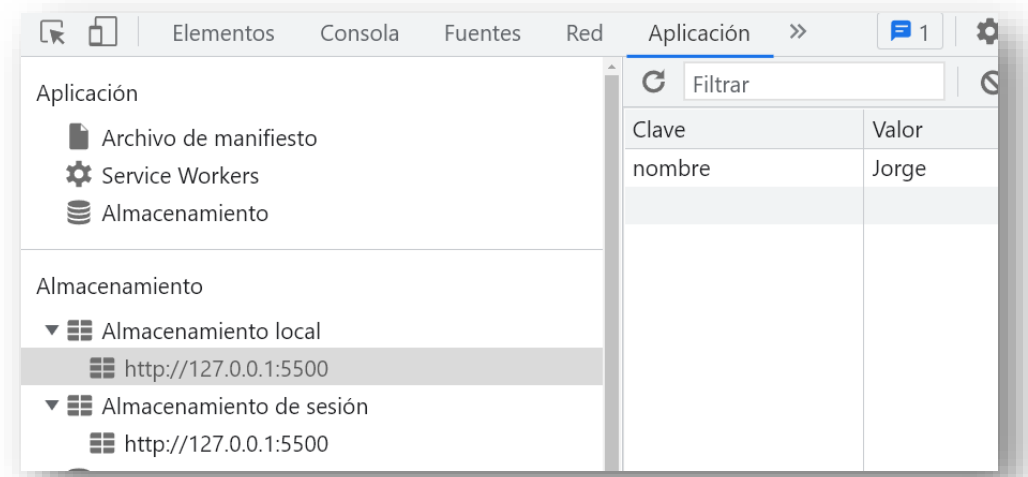 Elementos Consola Fuentes Red Aplicación 1
Aplicación
Archivo de manifiesto
Service Workers
Almacenamiento
Almacenamiento
Almacenamiento local
http://127.0.0.1:5500
Almacenamiento de sesión
http://127.0.0.1:5500
Filtrar
Clave Valor
nombre Jorge